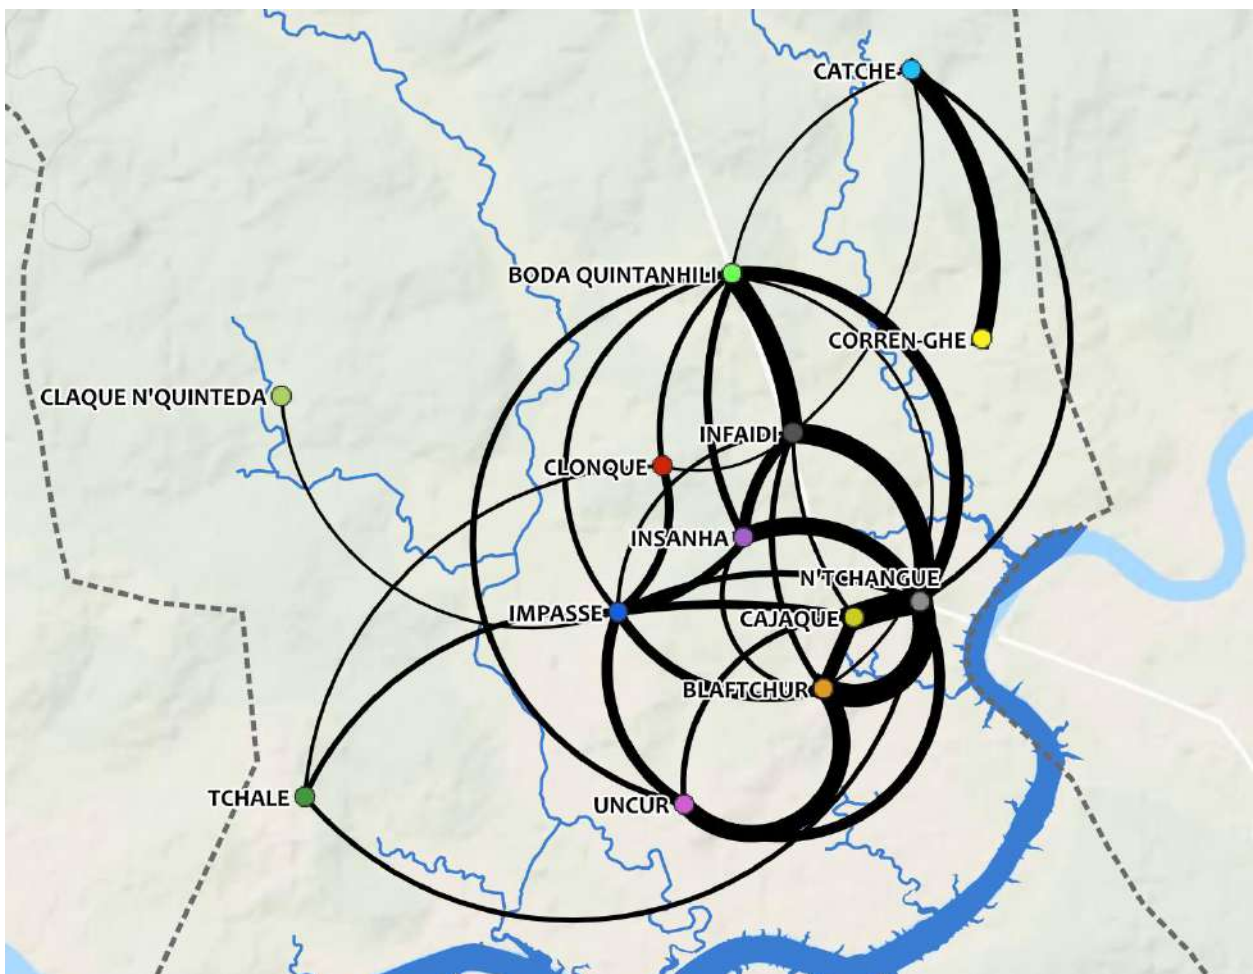 CATCHE
BODA QUINTANHILI
CORREN-GHE
CLAQUE N'QUINTEDA
INFAIDI
CLONQUE
INSANHA
N'TCHANGUE
IMPASSE
CAJAQUE
BLAFTCHUR
TCHALE
UNCUR